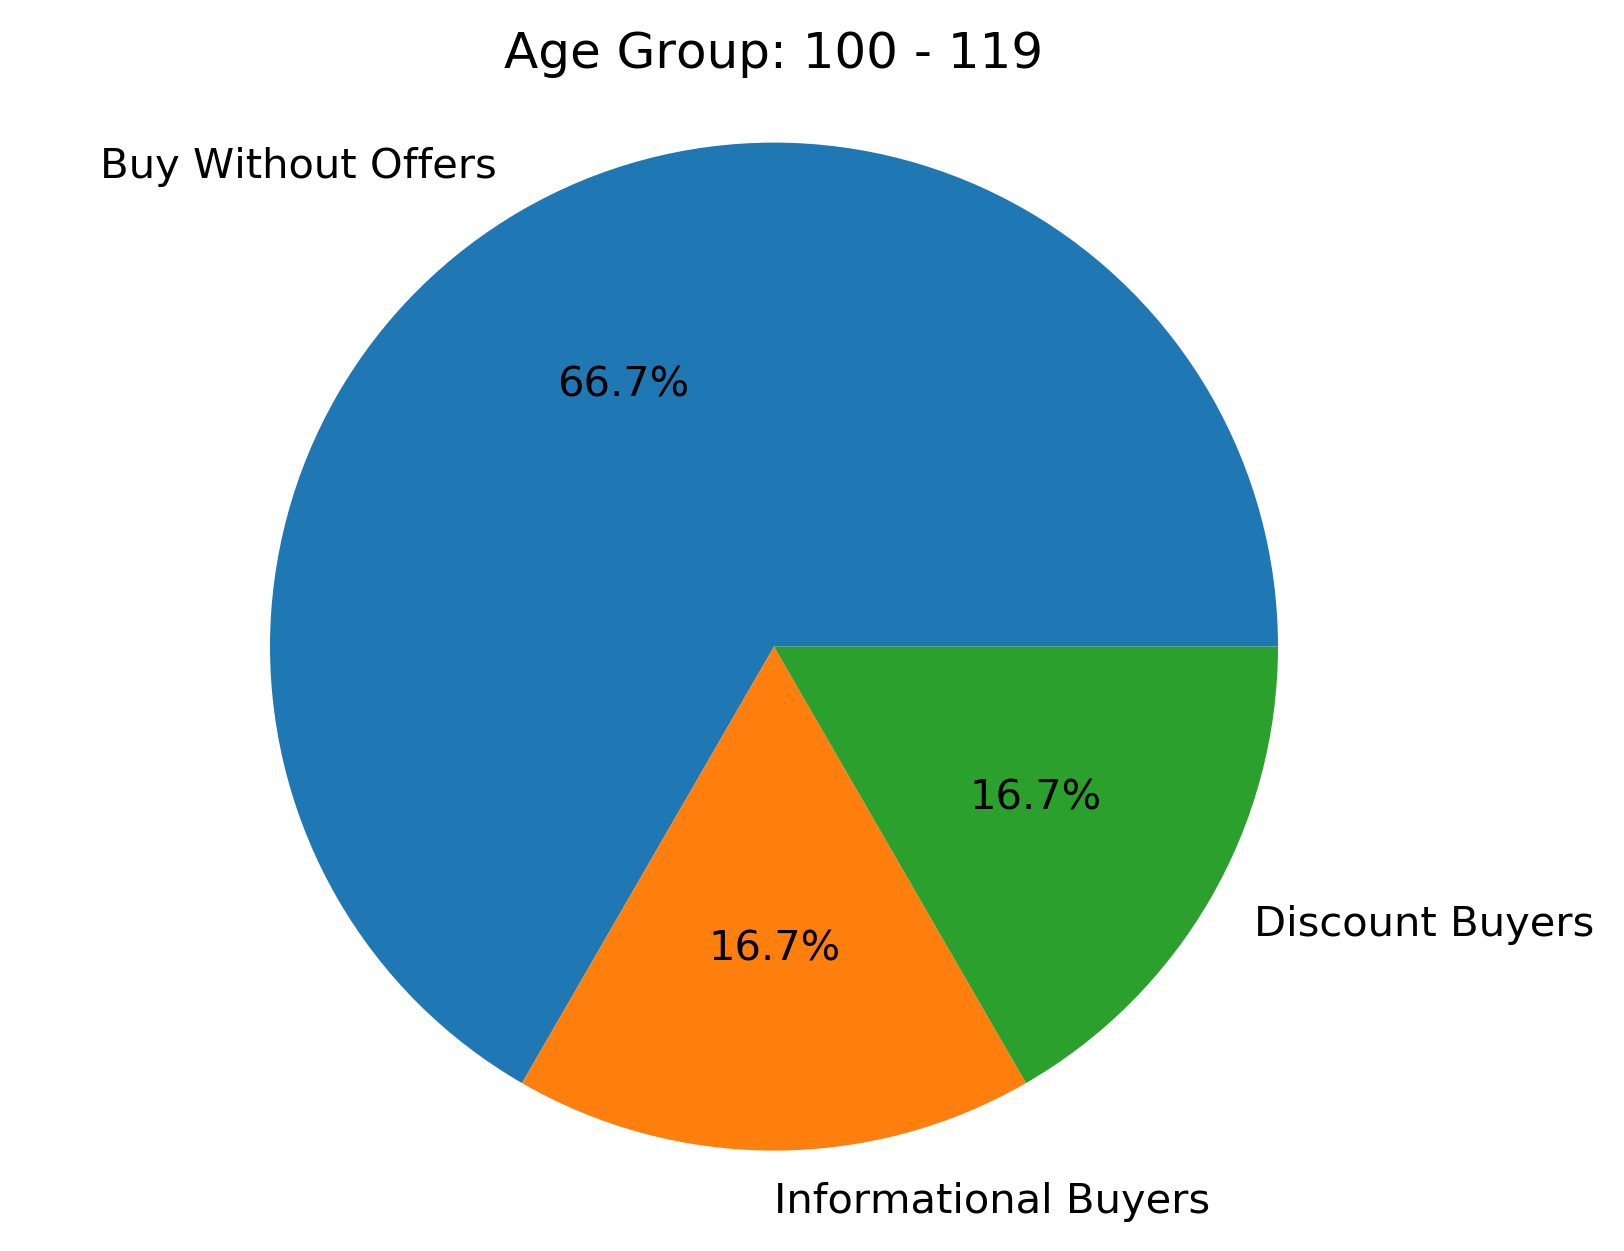 Age Group: 100 - 119
Buy Without Offers
66.7%
16.7%
Discount Buyers
16.7%
Informational Buyers